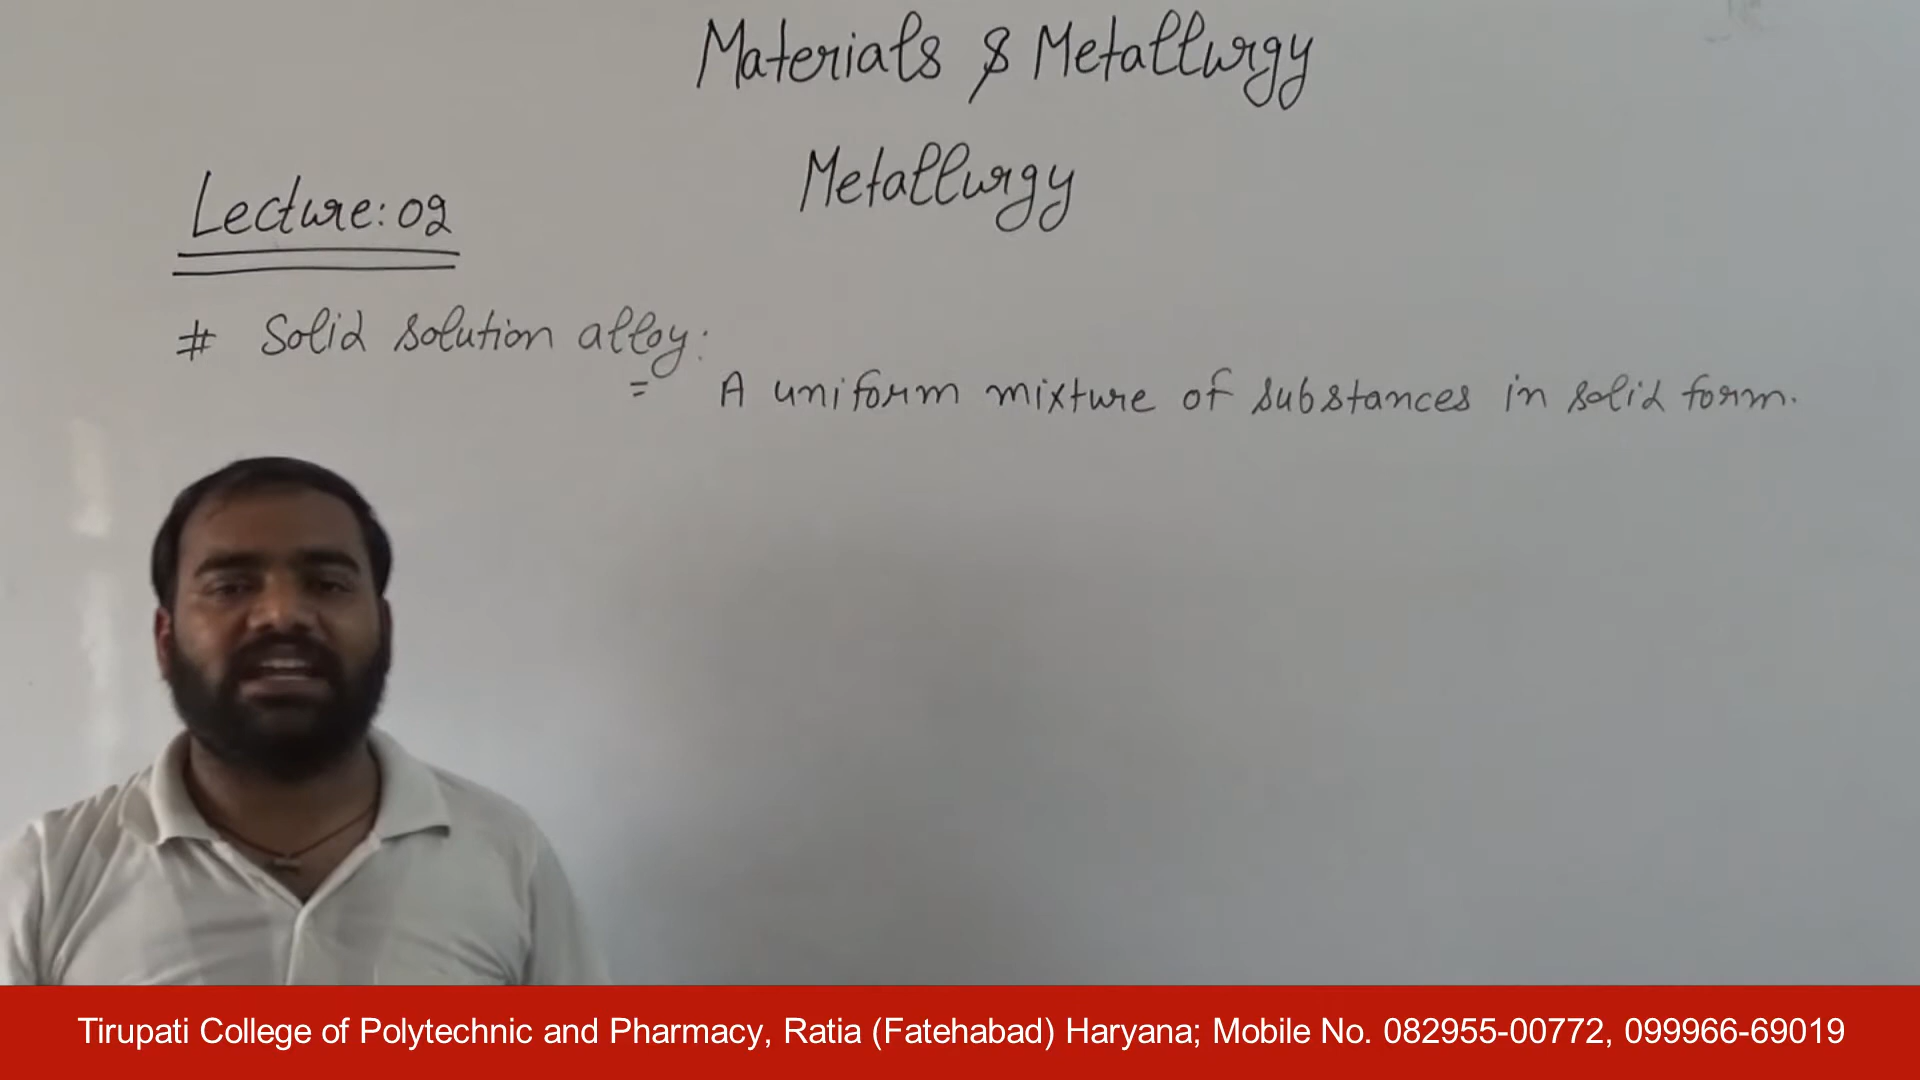 Materials & Metallurgy
Metallurgy
Lecture: 02
# Solid solution alloy:
= A uniform mixture of substances in solid form.
Tirupati College of Polytechnic and Pharmacy, Ratia (Fatehabad) Haryana; Mobile No. 082955-00772, 099966-69019